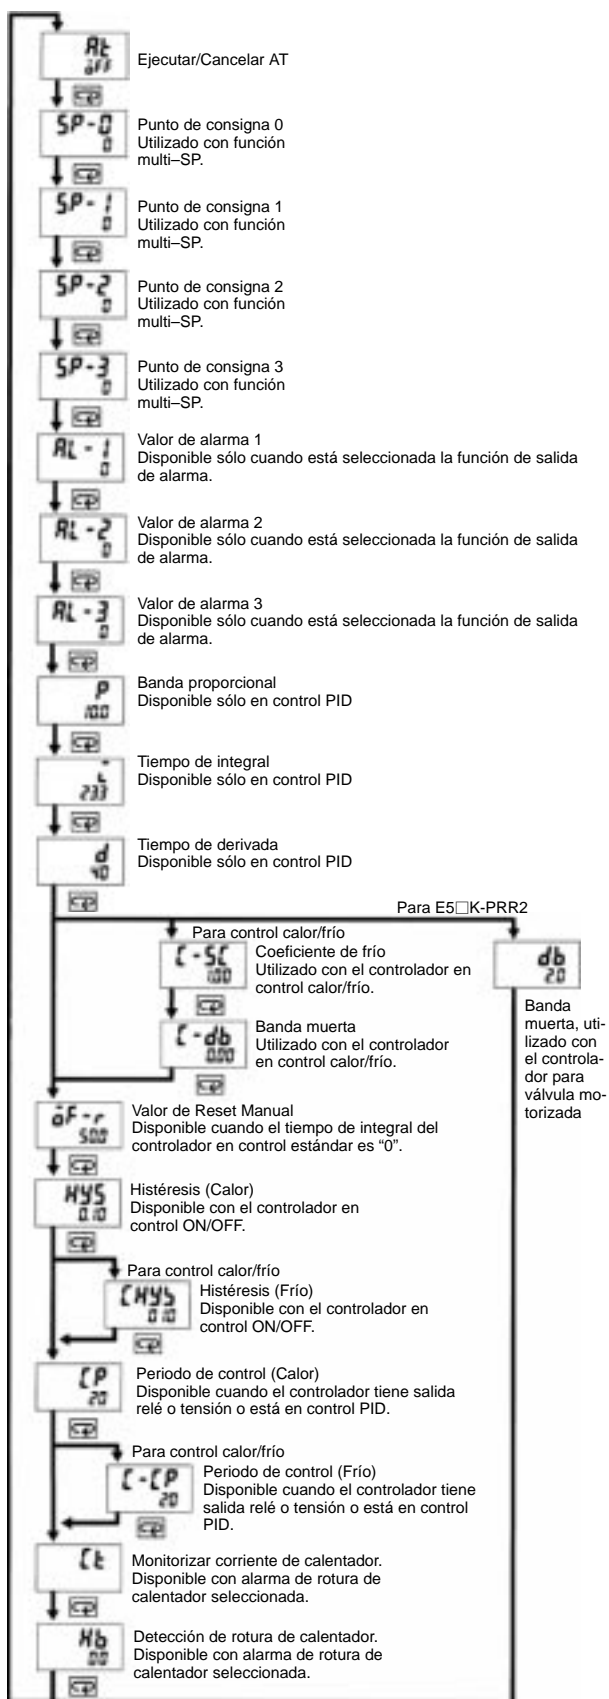 At
oFF
Ejecutar/Cancelar AT
SP-0
0
Punto de consigna 0
Utilizado con función
multi–SP.
SP-1
0
Punto de consigna 1
Utilizado con función
multi–SP.
SP-2
0
Punto de consigna 2
Utilizado con función
multi–SP.
SP-3
0
Punto de consigna 3
Utilizado con función
multi–SP.
AL-1
0
Valor de alarma 1
Disponible sólo cuando está seleccionada la función de salida
de alarma.
AL-2
0
Valor de alarma 2
Disponible sólo cuando está seleccionada la función de salida
de alarma.
AL-3
0
Valor de alarma 3
Disponible sólo cuando está seleccionada la función de salida
de alarma.
P
10.0
Banda proporcional
Disponible sólo en control PID
233
Tiempo de integral
Disponible sólo en control PID
d
40
Tiempo de derivada
Disponible sólo en control PID
Para E5□K-PRR2
Para control calor/frío
C-SC
1.00
Coeficiente de frío
Utilizado con el controlador en
control calor/frío.
db
2.0
Banda
muerta, uti-
lizado con
el controla-
dor para
válvula mo-
torizada
C-db
0.00
Banda muerta
Utilizado con el controlador
en control calor/frío.
oF-r
50.0
Valor de Reset Manual
Disponible cuando el tiempo de integral del
controlador en control estándar es “0”.
HYS
0.10
Histéresis (Calor)
Disponible con el controlador en
control ON/OFF.
Para control calor/frío
CHYS
0.10
Histéresis (Frío)
Disponible con el controlador en
control ON/OFF.
CP
20
Periodo de control (Calor)
Disponible cuando el controlador tiene salida
relé o tensión o está en control PID.
Para control calor/frío
C-CP
20
Periodo de control (Frío)
Disponible cuando el controlador tiene
salida relé o tensión o está en control
PID.
Ct
Monitorizar corriente de calentador.
Disponible con alarma de rotura de
calentador seleccionada.
Hb
0.0
Detección de rotura de calentador.
Disponible con alarma de rotura de
calentador seleccionada.